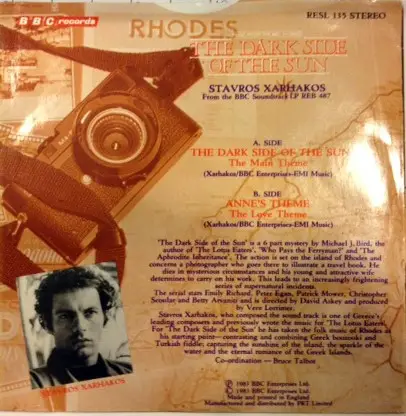 BBC records
RESL 135 STEREO
RHODES
THE DARK SIDE
OF THE SUN
STAVROS XARHAKOS
From the BBC Soundtrack LP REB 487
A. SIDE
THE DARK SIDE OF THE SUN
The Main Theme
(Xarhakos/BBC Enterprises-EMI Music)
B. SIDE
ANNE'S THEME
The Love Theme
(Xarhakos/BBC Enterprises-EMI Music)
'The Dark Side of the Sun' is a 6 part mystery by Michael J. Bird, the
author of 'The Lotus Eaters', 'Who Pays the Ferryman?' and 'The
Aphrodite Inheritance'. The action is set on the island of Rhodes and
concerns a photographer who goes there to illustrate a travel book. He
dies in mysterious circumstances and his young and attractive wife
determines to carry on his work. This leads to an increasingly frightening
series of supernatural incidents.
The serial stars Emily Richard, Peter Egan, Patrick Mower, Christopher
Scoular and Betty Arvaniti and is directed by David Askey and produced
by Vere Lorrimer.
Stavros Xarhakos, who composed the sound track is one of Greece's
leading composers and previously wrote the music for 'The Lotus Eaters'.
For 'The Dark Side of the Sun' he has taken the folk music of Rhodes as
his starting point—contrasting and combining Greek bouzouki and
Turkish fiddle; capturing the sunshine of the island, the sparkle of the
water and the eternal romance of the Greek Islands.
Co-ordination — Bruce Talbot
STAVROS XARHAKOS
℗ 1983 BBC Enterprises Ltd.
© 1983 BBC Enterprises Ltd.
Made and printed in England
Manufactured and distributed by PRT Limited